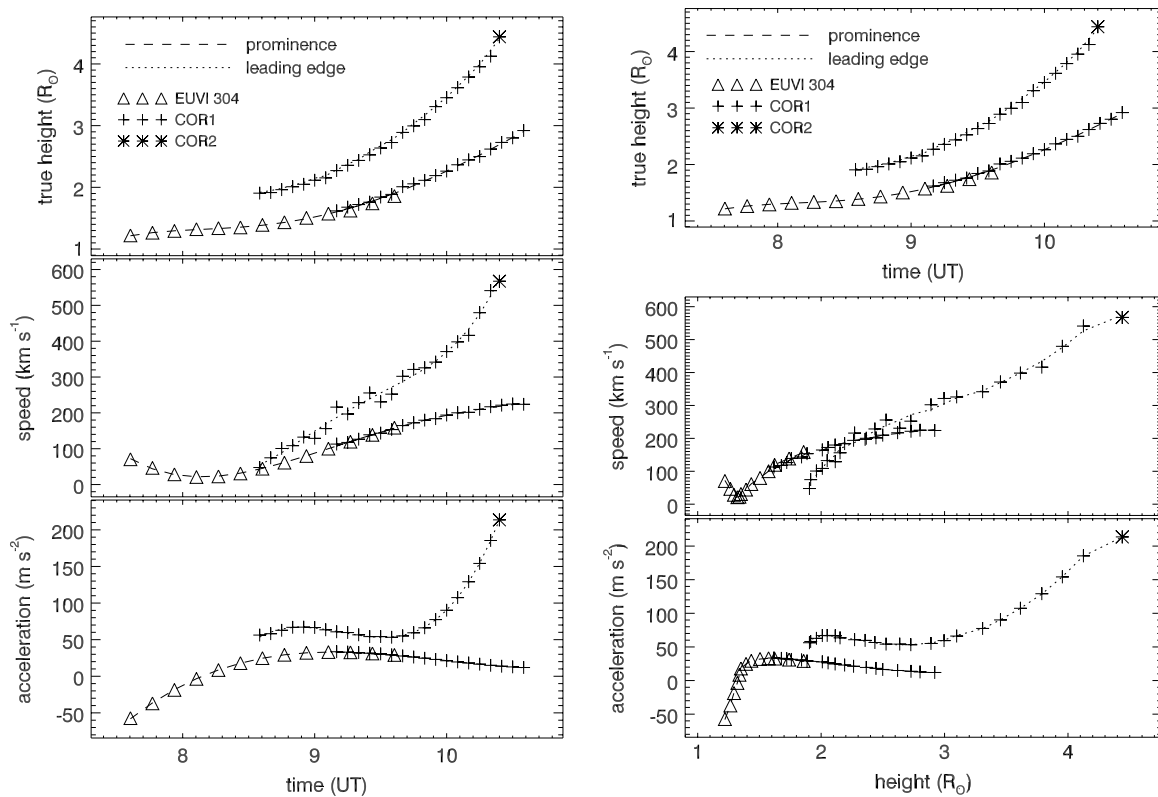 prominence
leading edge
EUVI 304
COR1
COR2
true height (R⊙)
4
3
2
1
speed (km s⁻¹)
600
500
400
300
200
100
0
acceleration (m s⁻²)
200
150
100
50
0
-50
8 9 10
time (UT)
prominence
leading edge
EUVI 304
COR1
COR2
true height (R⊙)
4
3
2
1
8 9 10
time (UT)
speed (km s⁻¹)
600
500
400
300
200
100
0
acceleration (m s⁻²)
200
150
100
50
0
-50
1 2 3 4
height (R⊙)